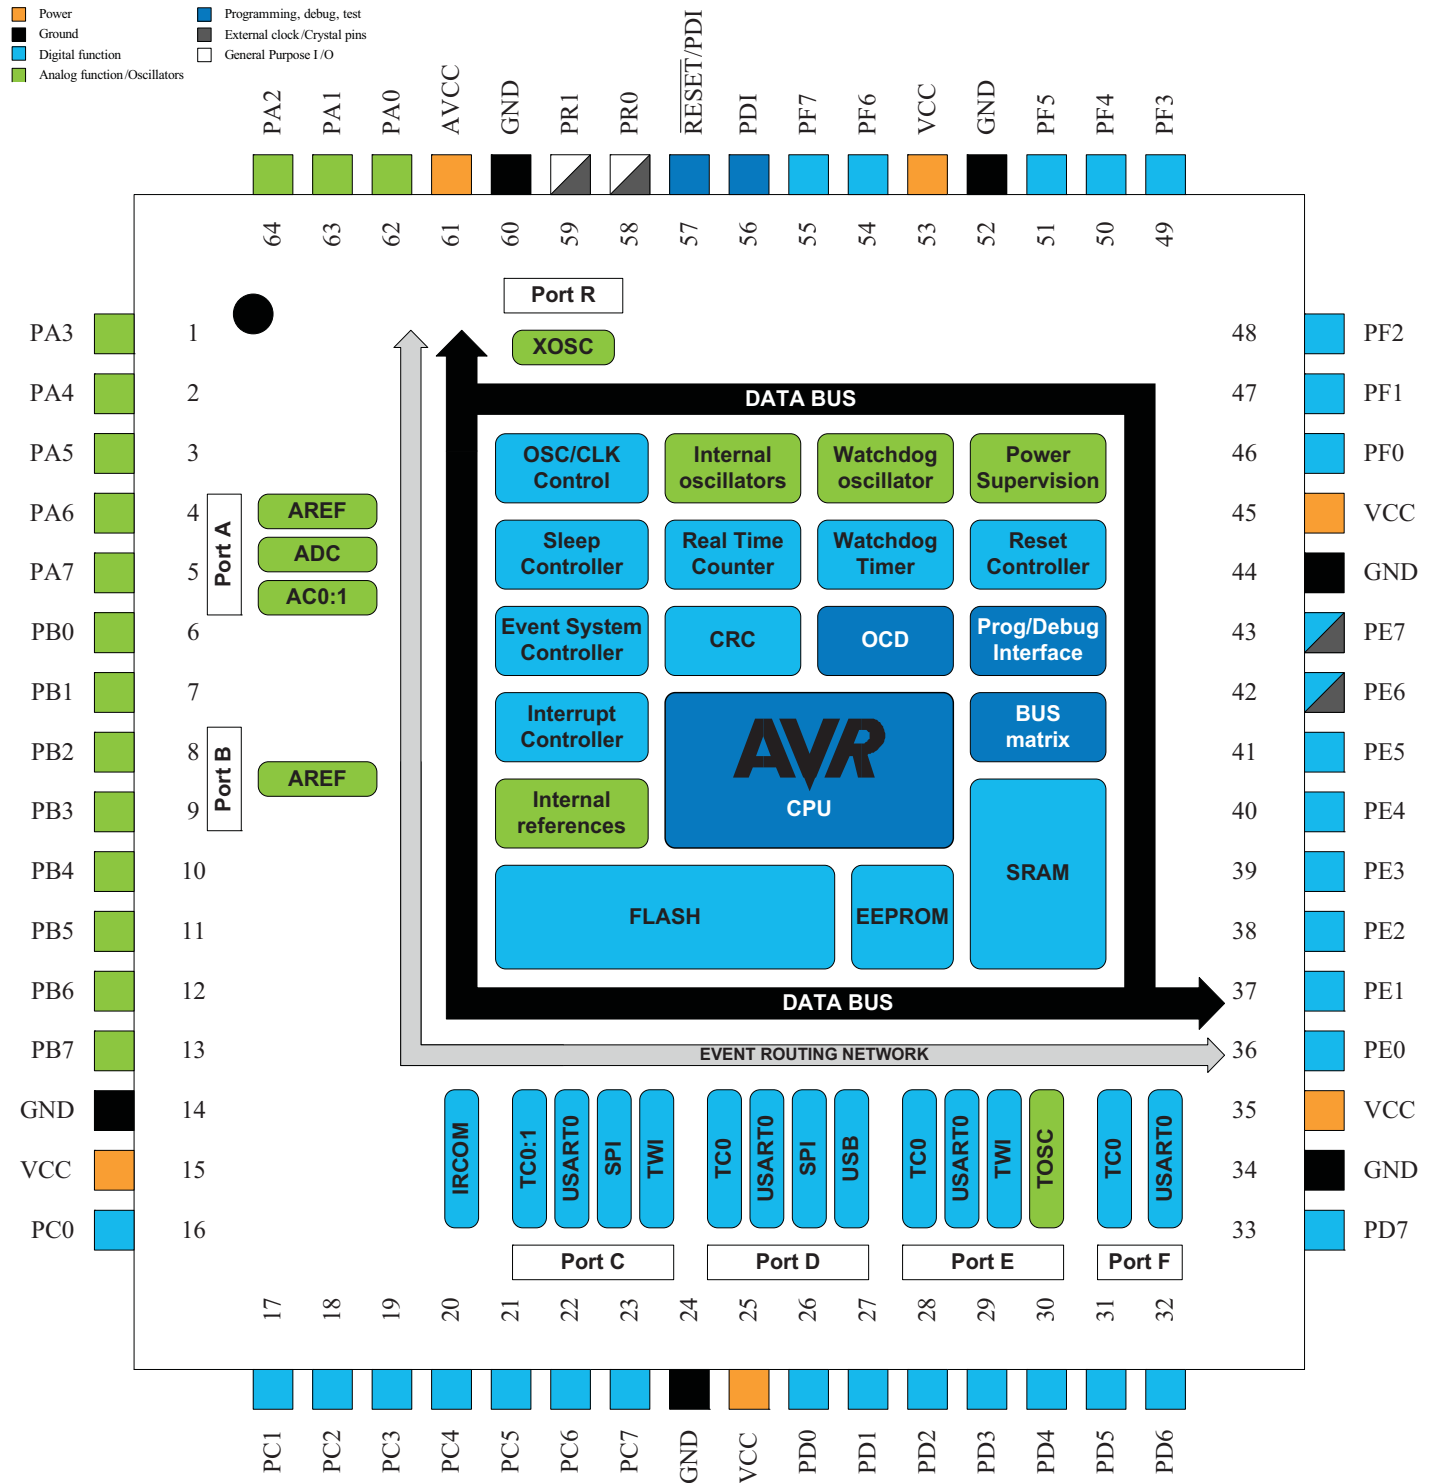 Power
Ground
Digital function
Analog function/Oscillators
Programming, debug, test
External clock/Crystal pins
General Purpose I/O
PA2
PA1
PA0
AVCC
GND
PR1
PR0
RESET/PDI
PDI
PF7
PF6
VCC
GND
PF5
PF4
PF3
64
63
62
61
60
59
58
57
56
55
54
53
52
51
50
49
PA3
PA4
PA5
PA6
PA7
PB0
PB1
PB2
PB3
PB4
PB5
PB6
PB7
GND
VCC
PC0
1
2
3
4
5
6
7
8
9
10
11
12
13
14
15
16
Port R
XOSC
Port A
AREF
ADC
AC0:1
Port B
AREF
DATA BUS
OSC/CLK
Control
Internal
oscillators
Watchdog
oscillator
Power
Supervision
Sleep
Controller
Real Time
Counter
Watchdog
Timer
Reset
Controller
Event System
Controller
CRC
OCD
Prog/Debug
Interface
Interrupt
Controller
AVR
CPU
BUS
matrix
Internal
references
SRAM
FLASH
EEPROM
DATA BUS
EVENT ROUTING NETWORK
IRCOM
TC0:1
USART0
SPI
TWI
TC0
USART0
SPI
USB
TC0
USART0
TWI
TOSC
TC0
USART0
Port C
Port D
Port E
Port F
48
47
46
45
44
43
42
41
40
39
38
37
36
35
34
33
PF2
PF1
PF0
VCC
GND
PE7
PE6
PE5
PE4
PE3
PE2
PE1
PE0
VCC
GND
PD7
17
18
19
20
21
22
23
24
25
26
27
28
29
30
31
32
PC1
PC2
PC3
PC4
PC5
PC6
PC7
GND
VCC
PD0
PD1
PD2
PD3
PD4
PD5
PD6